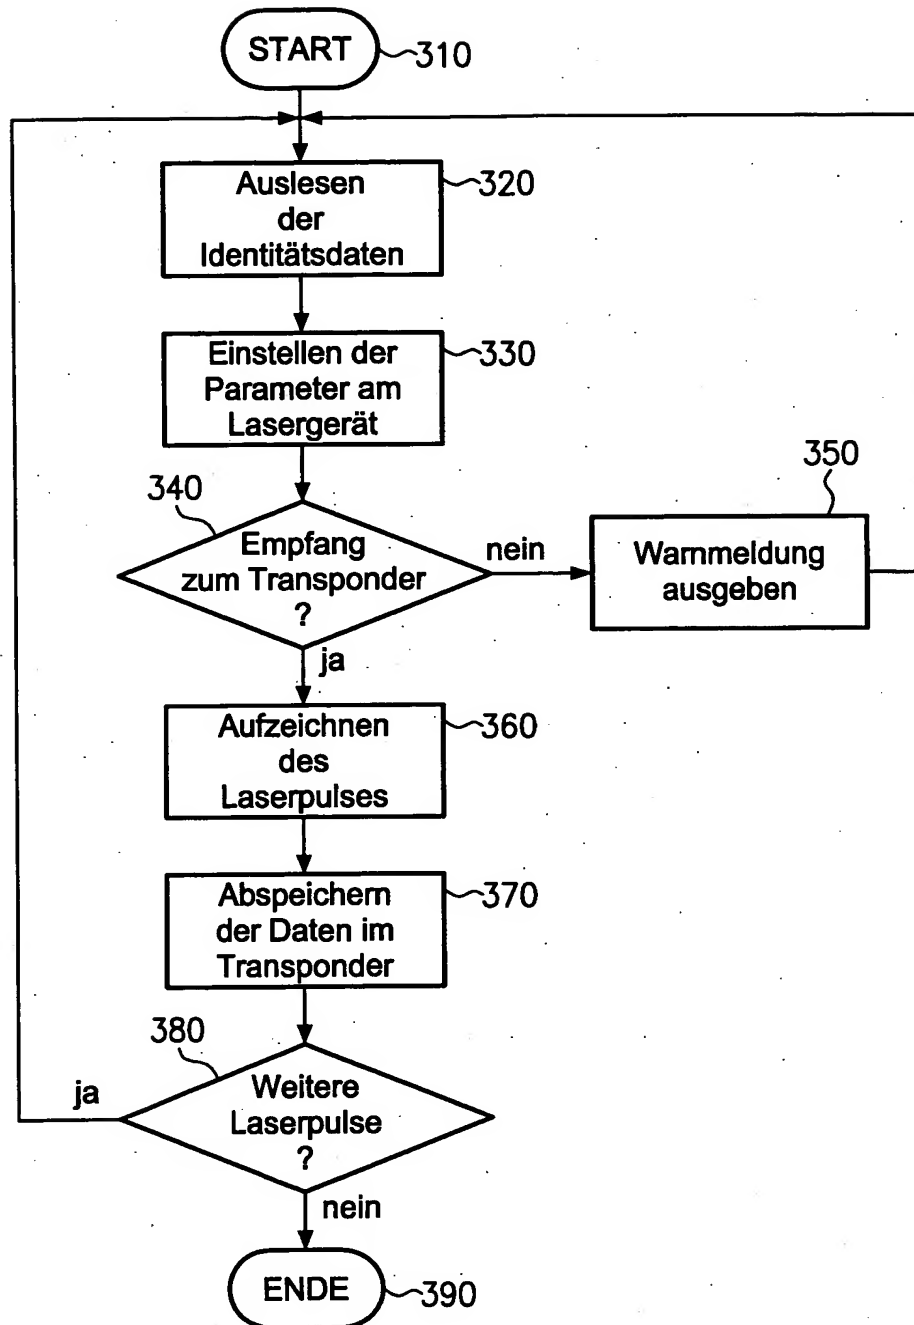 START
310
Auslesen
der
Identitätsdaten
320
Einstellen der
Parameter am
Lasergerät
330
340
Empfang
zum Transponder
?
nein
350
Warnmeldung
ausgeben
ja
Aufzeichnen
des
Laserpulses
360
Abspeichern
der Daten im
Transponder
370
380
ja
Weitere
Laserpulse
?
nein
ENDE
390